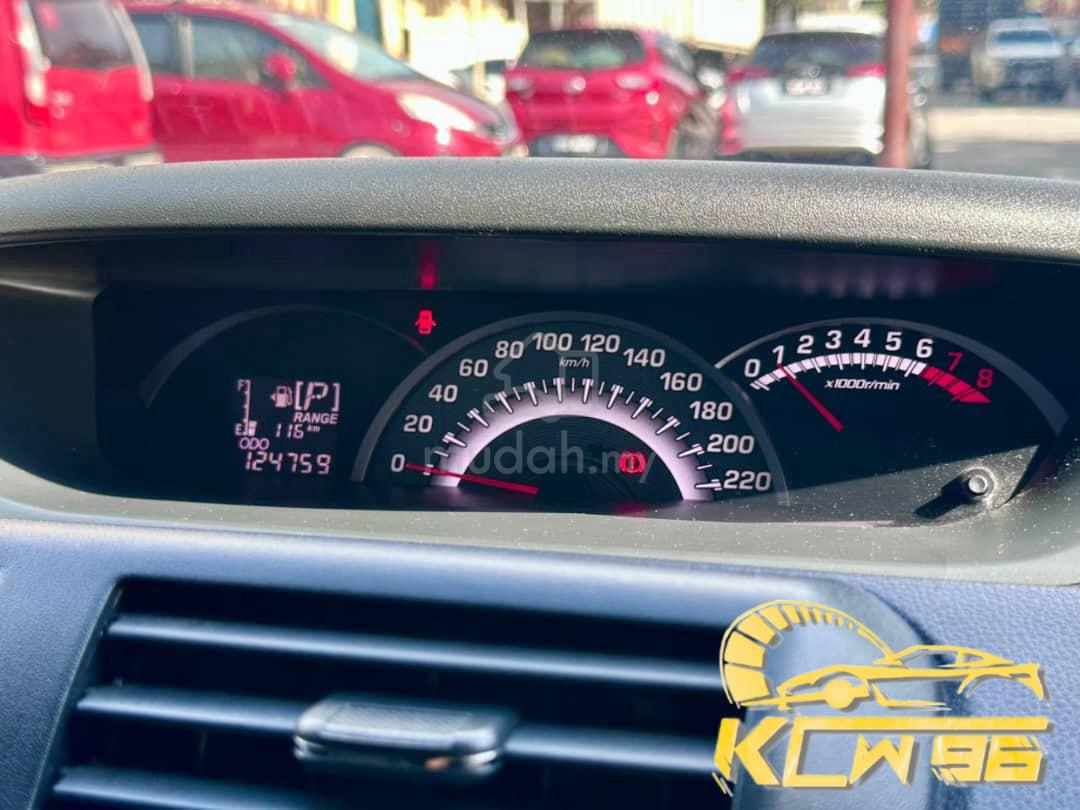 F
[P]
RANGE
E 116 km
ODO
124759
0 20 40 60 80 100 120 140 160 180 200 220
km/h
0 1 2 3 4 5 6 7 8
x1000r/min
mudah.my
KCW 96